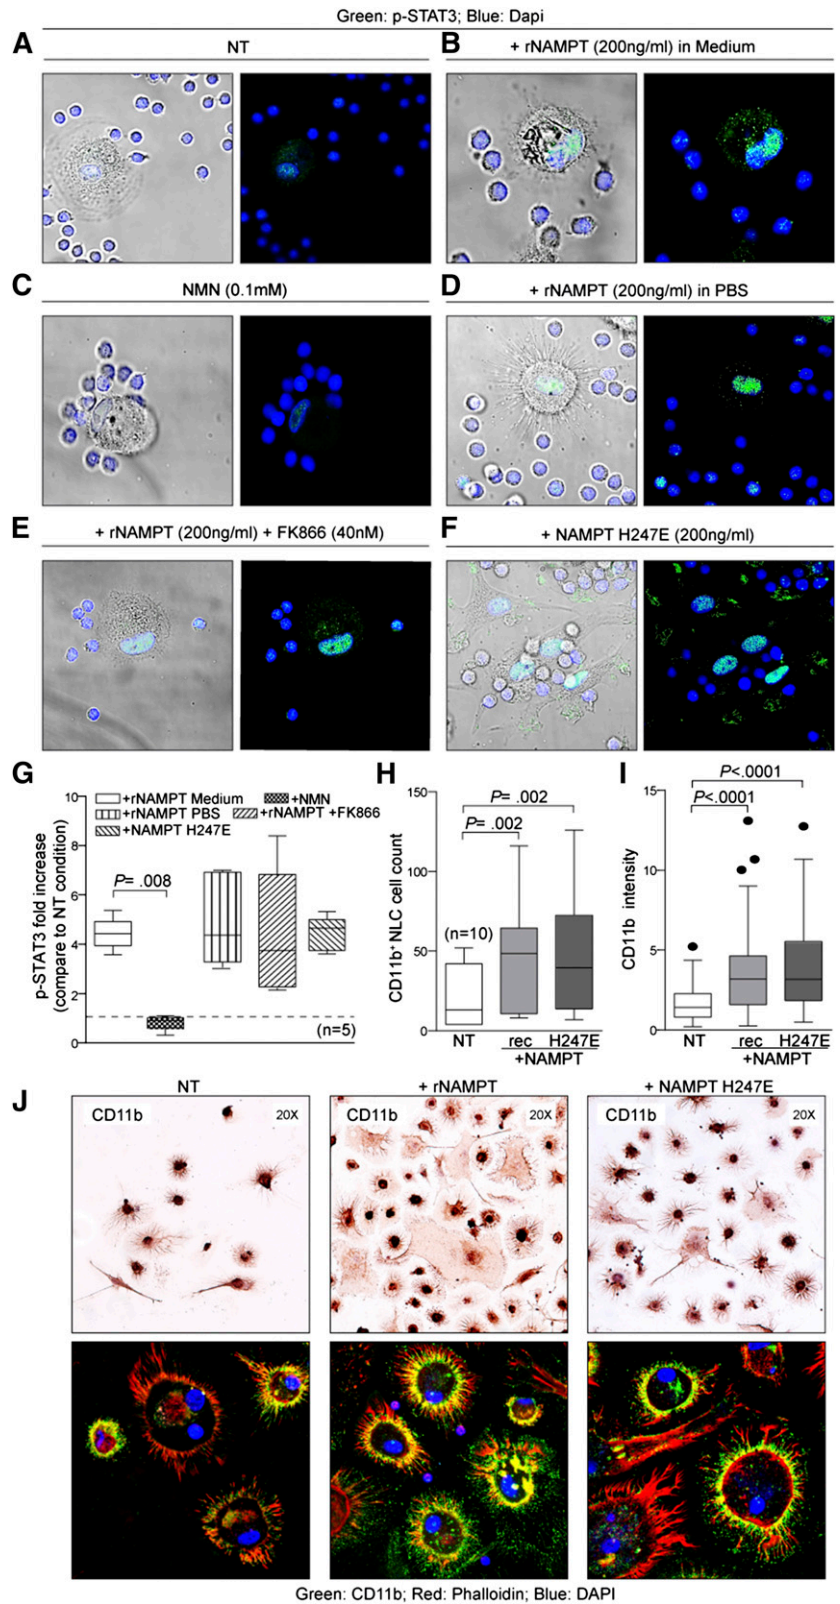 Green: p-STAT3; Blue: Dapi
A
NT
B
+ rNAMPT (200ng/ml) in Medium
C
NMN (0.1mM)
D
+ rNAMPT (200ng/ml) in PBS
E
+ rNAMPT (200ng/ml) + FK866 (40nM)
F
+ NAMPT H247E (200ng/ml)
G
p-STAT3 fold increase
(compare to NT condition)
10
8
6
4
2
0
+rNAMPT Medium
+NMN
+rNAMPT PBS
+rNAMPT +FK866
+NAMPT H247E
P= .008
(n=5)
H
CD11b+ NLC cell count
150
100
50
0
P= .002
P= .002
(n=10)
NT
rec
H247E
+NAMPT
I
CD11b intensity
15
10
5
0
P<.0001
P<.0001
NT
rec
H247E
+NAMPT
J
NT
+ rNAMPT
+ NAMPT H247E
CD11b
20X
CD11b
20X
CD11b
20X
Green: CD11b; Red: Phalloidin; Blue: DAPI